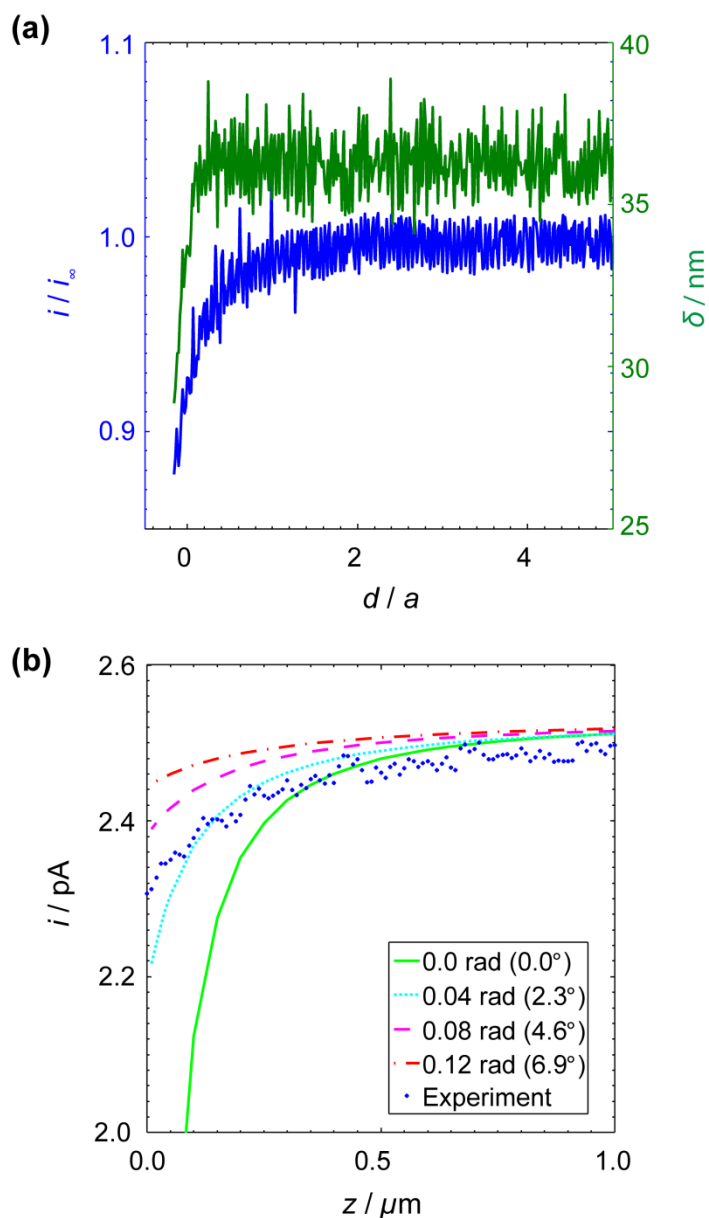 (a)
1.1
1.0
0.9
i / i∞
40
35
30
25
δ / nm
0
2
4
d / a
(b)
2.6
2.4
2.2
2.0
i / pA
0.0 rad (0.0°)
0.04 rad (2.3°)
0.08 rad (4.6°)
0.12 rad (6.9°)
Experiment
0.0
0.5
1.0
z / μm